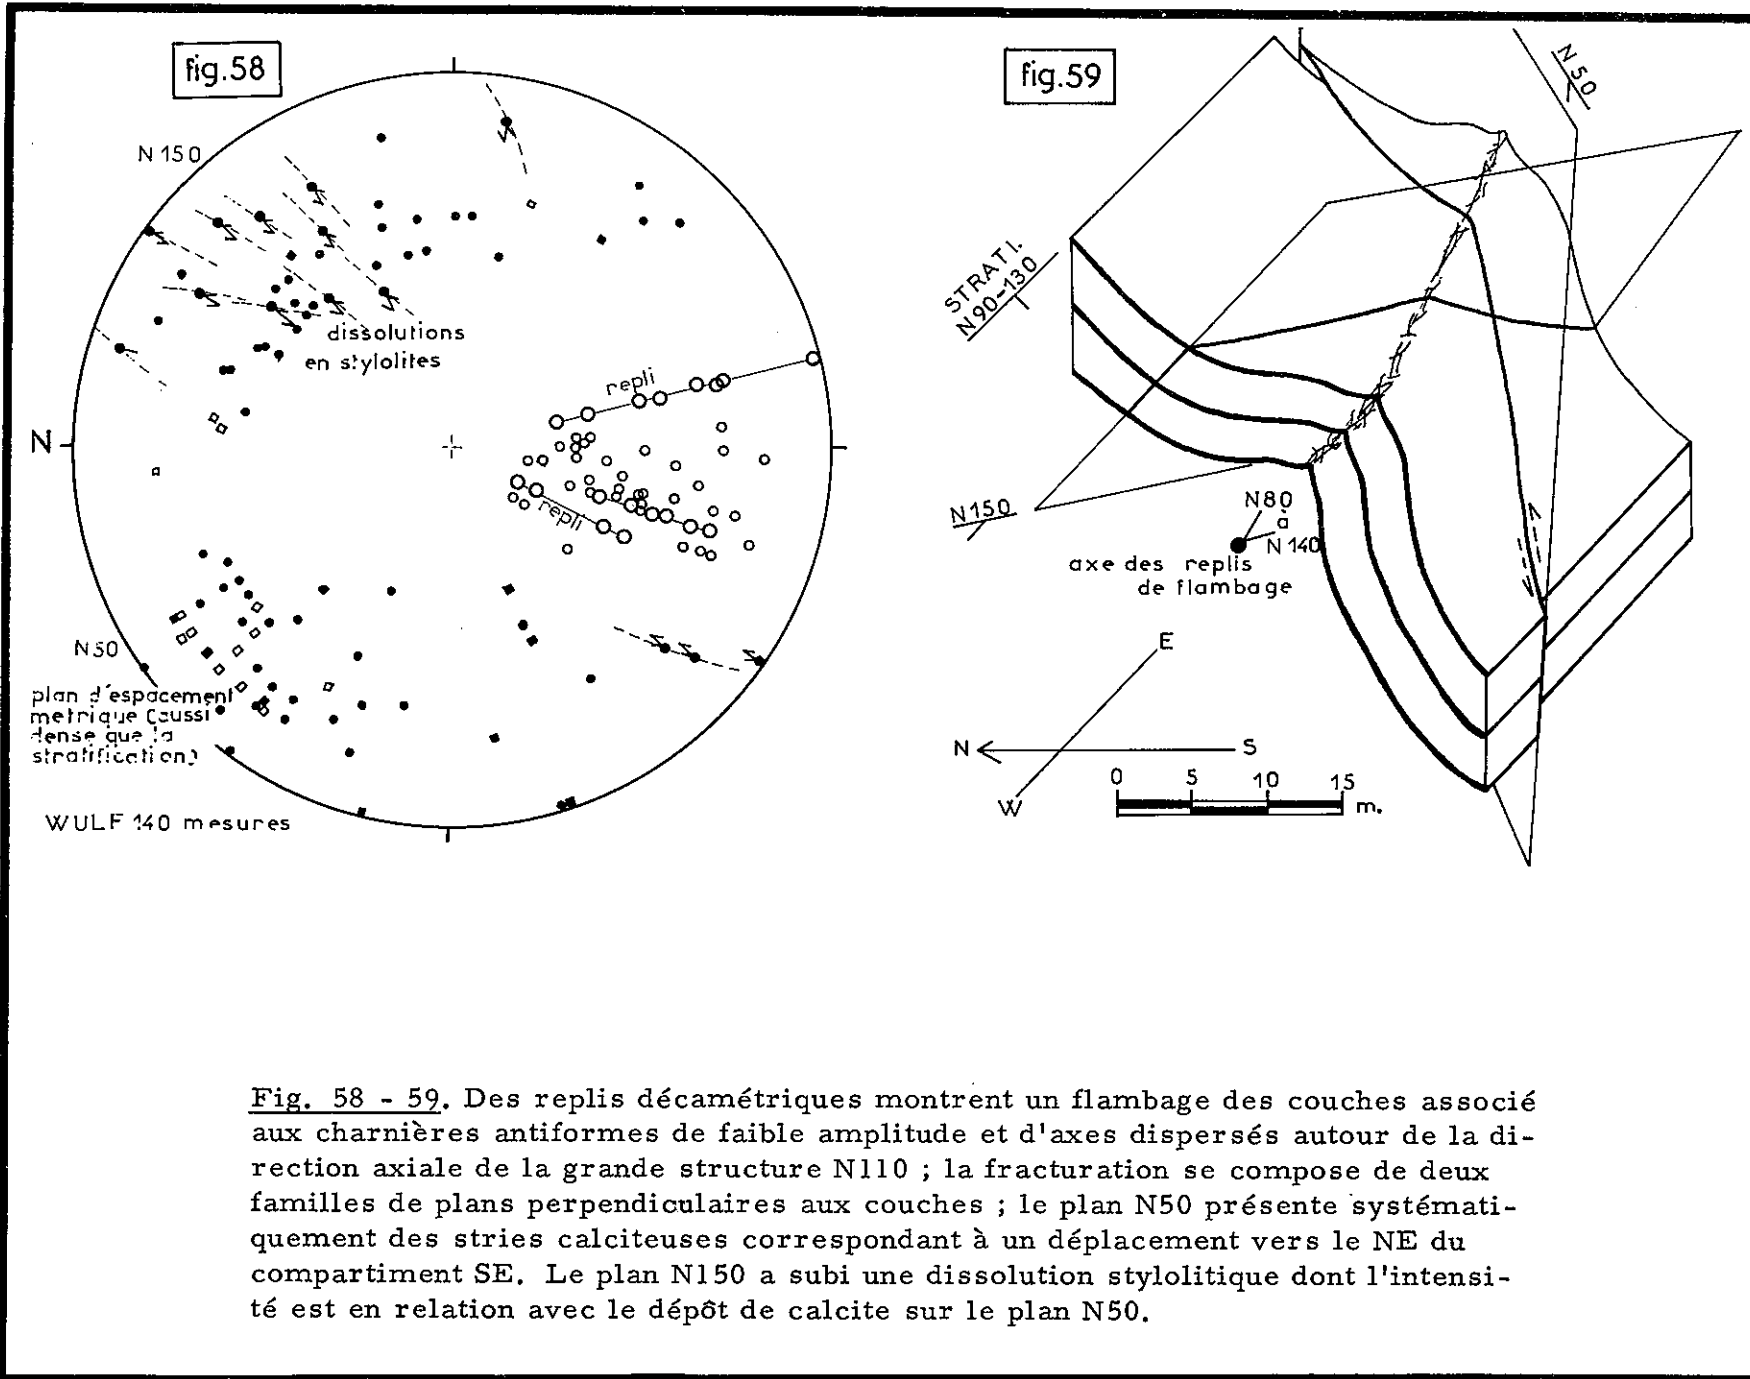 fig.58
N 150
dissolutions
en stylolites
repli
repli
N
N50
plan d'espacement
metrique (aussi
dense que la
stratification)
WULF 140 mesures
fig.59
N 50
STRATI.
N90-130
N150
N80
à
N 140
axe des replis
de flambage
E
N
S
W
0 5 10 15
m.
Fig. 58 - 59. Des replis décamétriques montrent un flambage des couches associé
aux charnières antiformes de faible amplitude et d'axes dispersés autour de la di-
rection axiale de la grande structure N110 ; la fracturation se compose de deux
familles de plans perpendiculaires aux couches ; le plan N50 présente systémati-
quement des stries calciteuses correspondant à un déplacement vers le NE du
compartiment SE. Le plan N150 a subi une dissolution stylolitique dont l'intensi-
té est en relation avec le dépôt de calcite sur le plan N50.